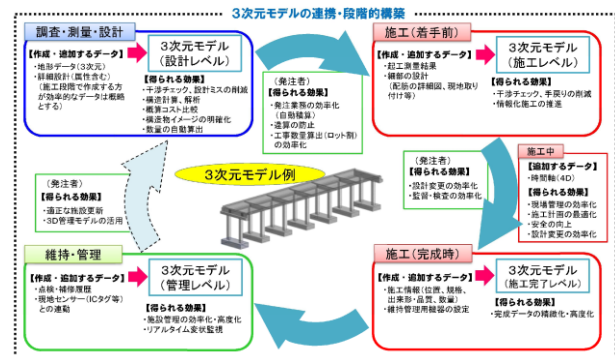 3次元モデルの連携・段階的構築
調査・測量・設計
【作成・追加するデータ】
・地形データ(3次元)
・詳細設計(属性含む)
(施工段階で作成する方
が効率的なデータは概略
とする)
3次元モデル
(設計レベル)
【得られる効果】
・干渉チェック、設計ミスの削減
・構造計算、解析
・概算コスト比較
・構造物イメージの明確化
・数量の自動算出
(発注者)
【得られる効果】
・発注業務の効率化
(自動積算)
・違算の防止
・工事数量算出(ロット割)
の効率化
施工(着手前)
【作成・追加するデータ】
・起工測量結果
・細部の設計
(配筋の詳細図、現地取
り付け等)
3次元モデル
(施工レベル)
【得られる効果】
・干渉チェック、手戻りの削減
・情報化施工の推進
施工中
【追加するデータ】
・時間軸(4D)
【得られる効果】
・現場管理の効率化
・施工計画の最適化
・安全の向上
・設計変更の効率化
(発注者)
【得られる効果】
・設計変更の効率化
・監督・検査の効率化
3次元モデル例
(発注者)
【得られる効果】
・適正な施設更新
・3D管理モデルの活用
維持・管理
【作成・追加するデータ】
・点検・補修履歴
・現地センサー(ICタグ等)
との連動
3次元モデル
(管理レベル)
【得られる効果】
・施設管理の効率化・高度化
・リアルタイム変状監視
施工(完成時)
【作成・追加するデータ】
・施工情報(位置、規格、
出来形・品質、数量)
・維持管理用機器の設定
3次元モデル
(施工完了レベル)
【得られる効果】
・完成データの精緻化・高度化